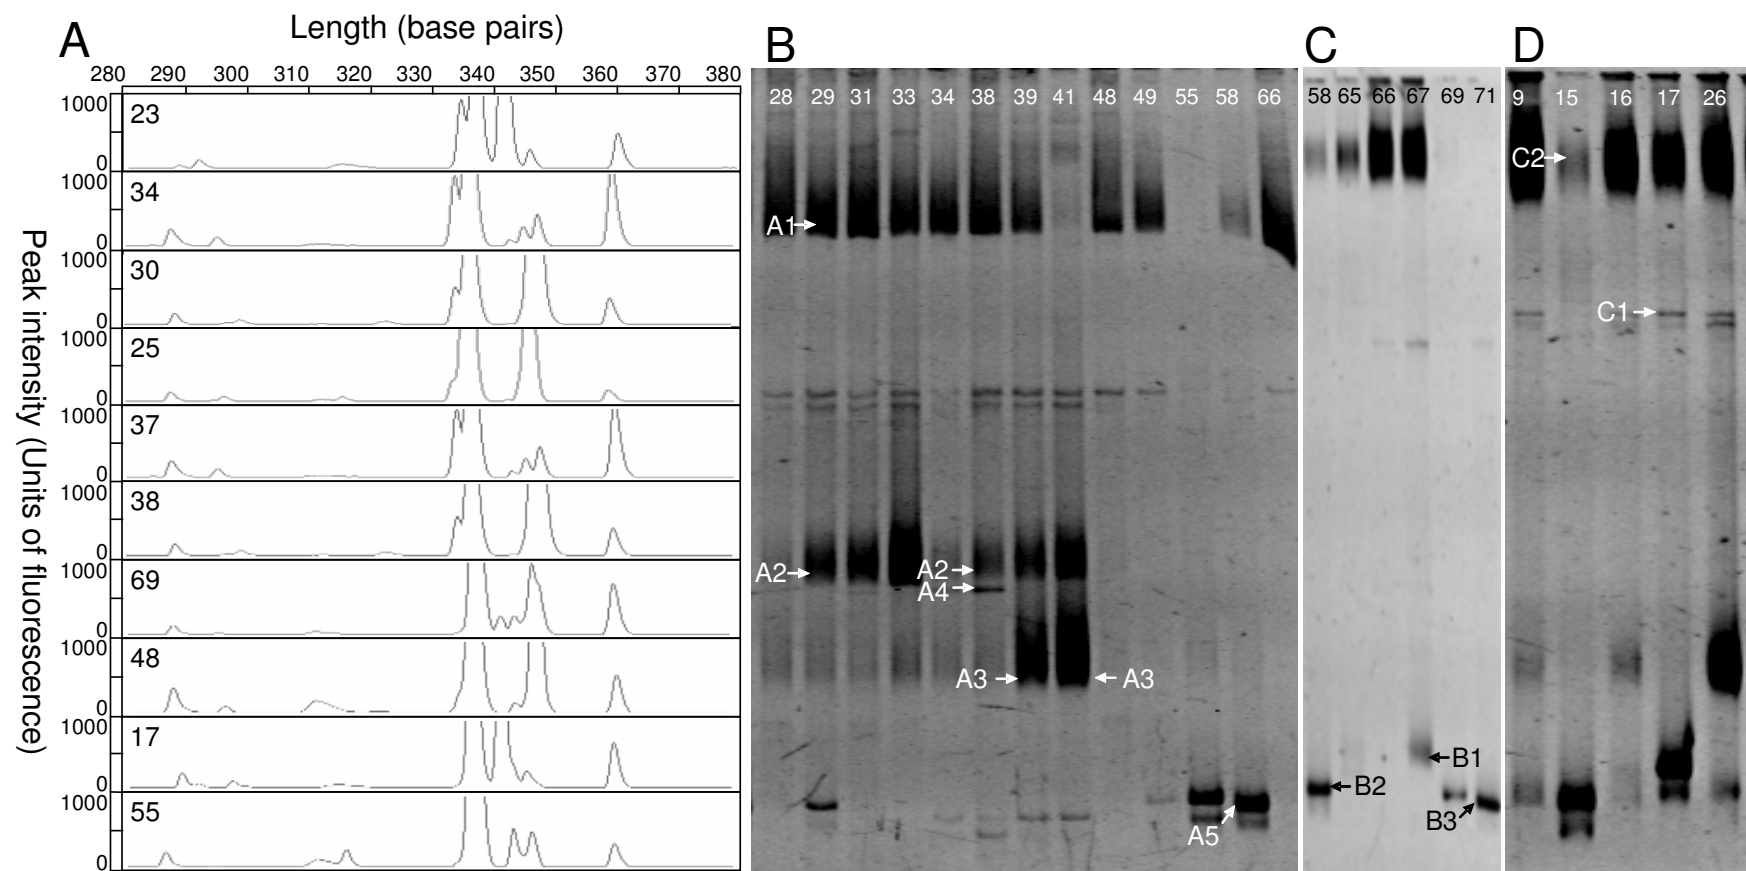 A
Length (base pairs)
280 290 300 310 320 330 340 350 360 370 380
Peak intensity (Units of fluorescence)
1000
23
0
1000
34
0
1000
30
0
1000
25
0
1000
37
0
1000
38
0
1000
69
0
1000
48
0
1000
17
0
1000
55
0
B
28 29 31 33 34 38 39 41 48 49 55 58 66
A1
A2
A2
A4
A3
A3
A5
C
58 65 66 67 69 71
B1
B2
B3
D
9 15 16 17 26
C2
C1